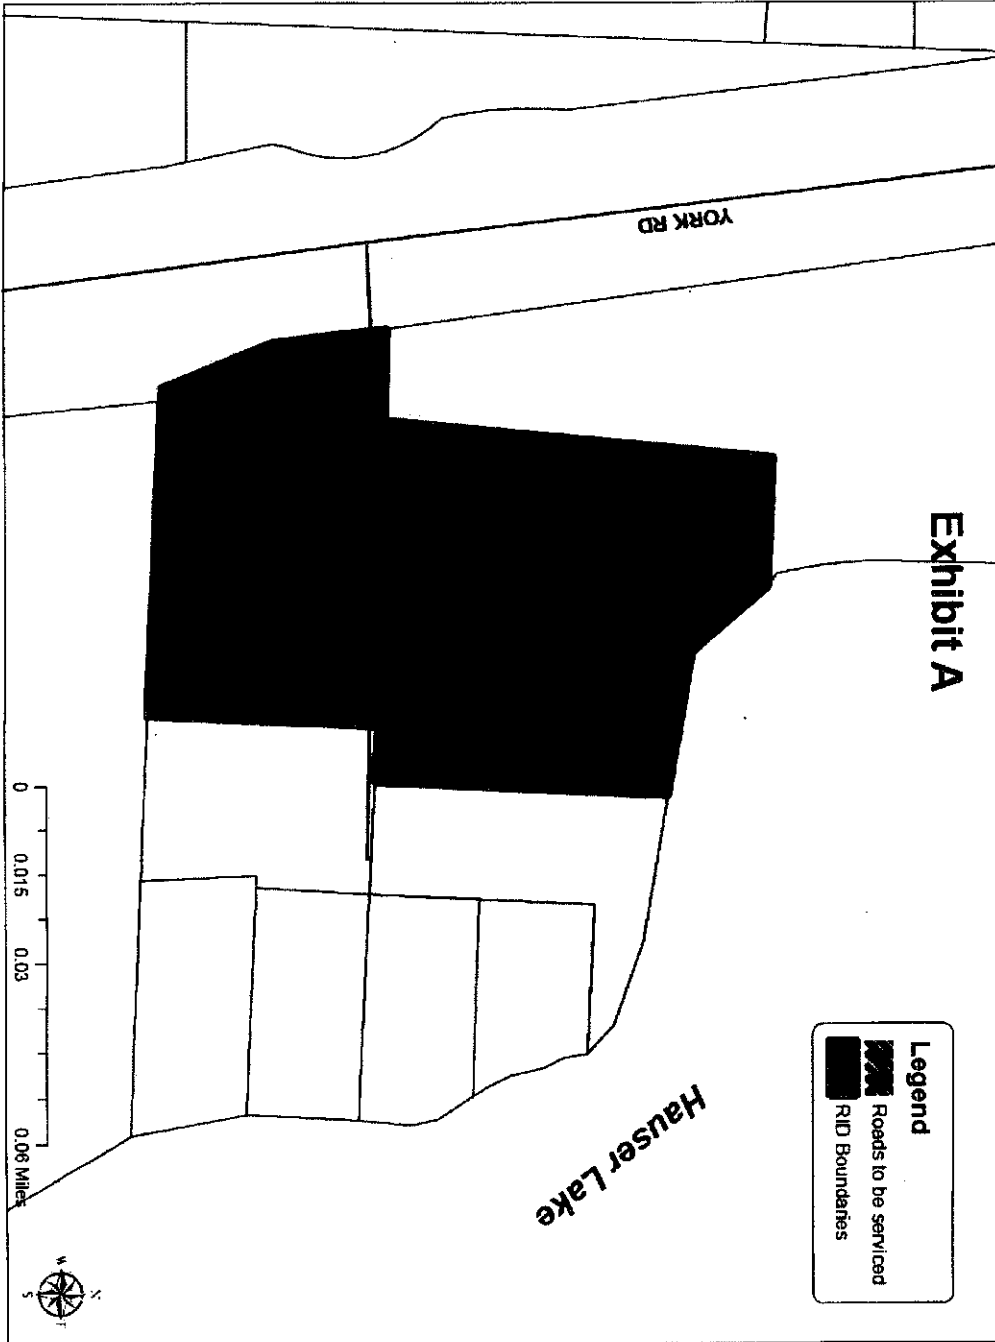 Exhibit A
YORK RD
Hauser Lake
Legend
Roads to be serviced
RID Boundaries
0 0.015 0.03 0.06 Miles
N
W
S